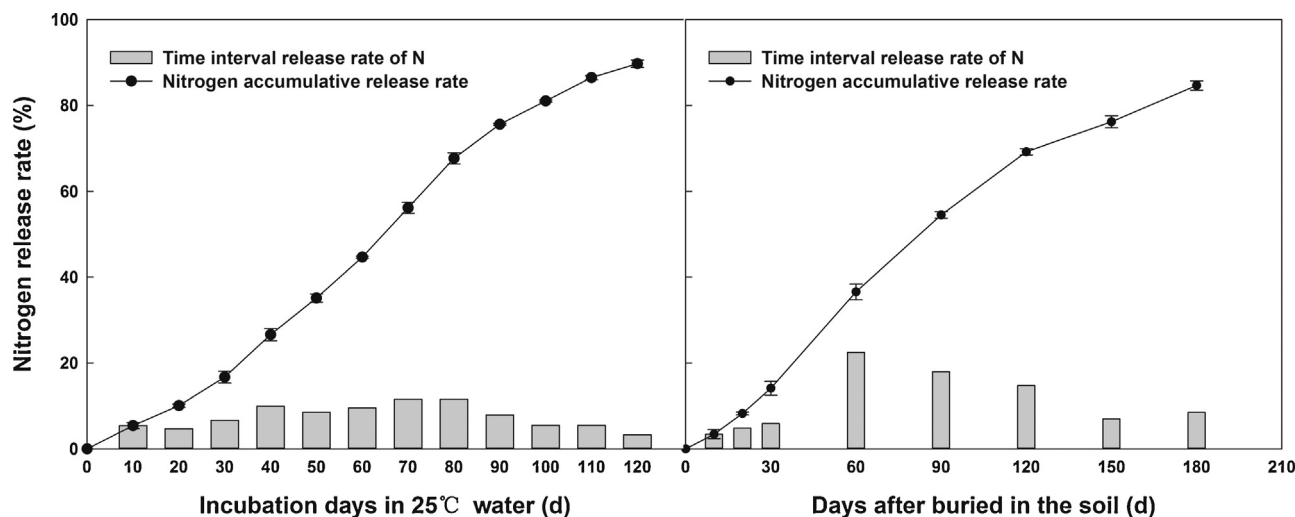 100
80
60
40
20
0
Nitrogen release rate (%)
Time interval release rate of N
Nitrogen accumulative release rate
0 10 20 30 40 50 60 70 80 90 100 110 120
Incubation days in 25℃ water (d)
Time interval release rate of N
Nitrogen accumulative release rate
0 30 60 90 120 150 180 210
Days after buried in the soil (d)